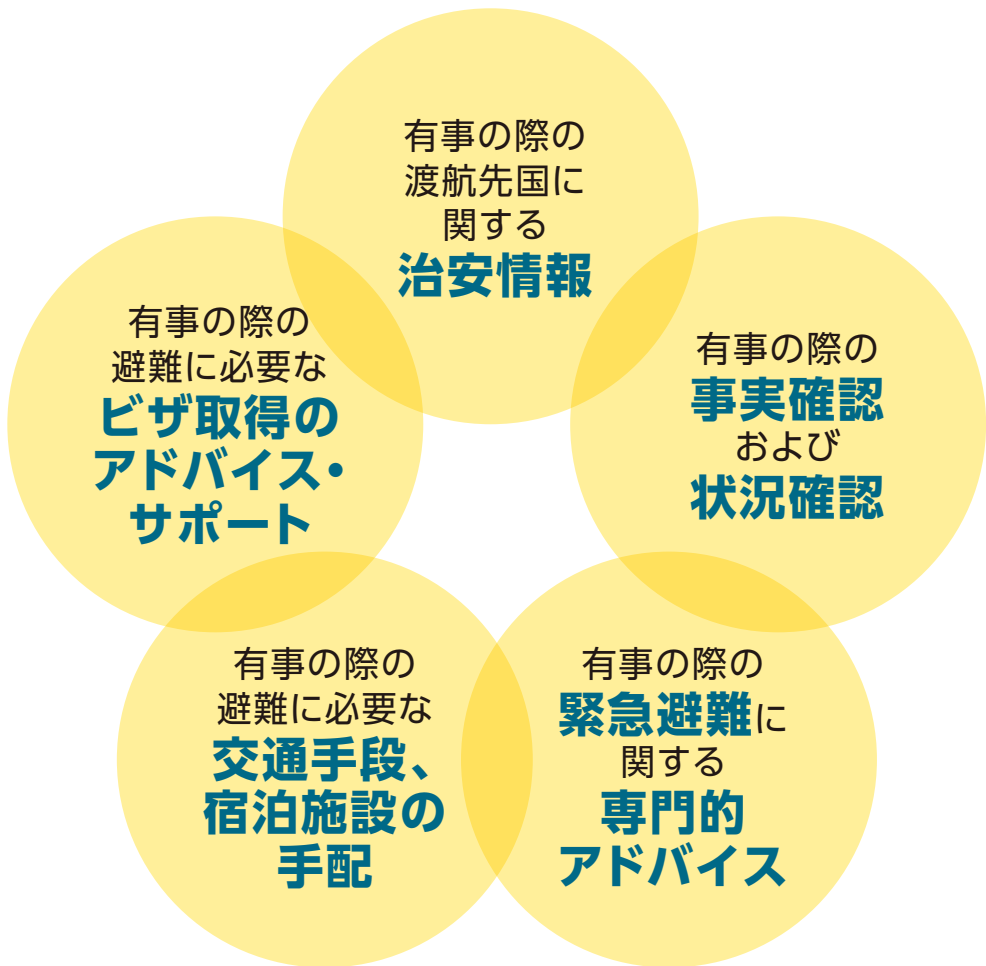 有事の際の
渡航先国に
関する
治安情報
有事の際の
事実確認
および
状況確認
有事の際の
緊急避難に
関する
専門的
アドバイス
有事の際の
避難に必要な
交通手段、
宿泊施設の
手配
有事の際の
避難に必要な
ビザ取得の
アドバイス・
サポート